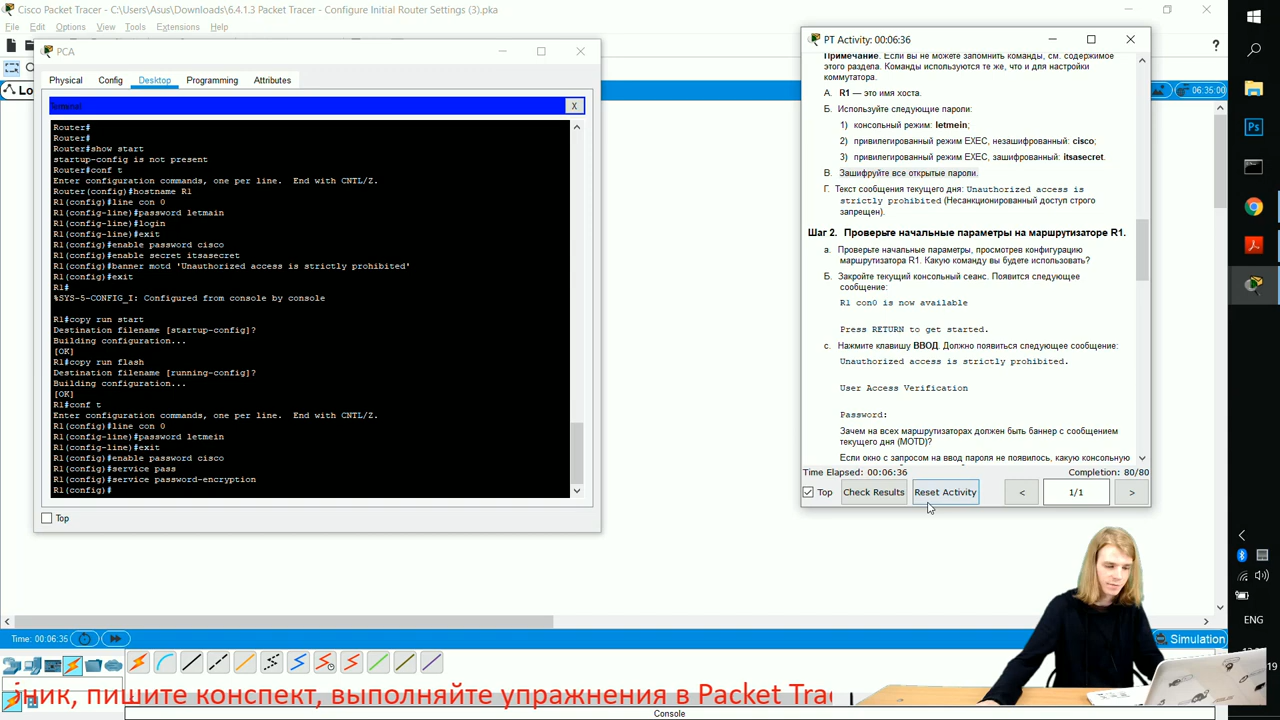 Cisco Packet Tracer - C:\Users\Asus\Downloads\6.4.1.3 Packet Tracer - Configure Initial Router Settings (3).pka
File Edit Options View Tools Extensions Help
PCA
Physical Config Desktop Programming Attributes
Terminal
X
Router#
Router#
Router#show start
startup-config is not present
Router#conf t
Enter configuration commands, one per line. End with CNTL/Z.
Router(config)#hostname R1
R1(config)#line con 0
R1(config-line)#password letmain
R1(config-line)#login
R1(config-line)#exit
R1(config)#enable password cisco
R1(config)#enable secret itsasecret
R1(config)#banner motd 'Unauthorized access is strictly prohibited'
R1(config)#exit
R1#
%SYS-5-CONFIG_I: Configured from console by console
R1#copy run start
Destination filename [startup-config]?
Building configuration...
[OK]
R1#copy run flash
Destination filename [running-config]?
Building configuration...
[OK]
R1#conf t
Enter configuration commands, one per line. End with CNTL/Z.
R1(config)#line con 0
R1(config-line)#password letmein
R1(config-line)#exit
R1(config)#enable password cisco
R1(config)#service pass
R1(config)#service password-encryption
R1(config)#
Top
PT Activity: 00:06:36
Примечание. Если вы не можете запомнить команды, см. содержимое
этого раздела. Команды используются те же, что и для настройки
коммутатора.
А. R1 — это имя хоста.
Б. Используйте следующие пароли:
1) консольный режим: letmein;
2) привилегированный режим EXEC, незашифрованный: cisco;
3) привилегированный режим EXEC, зашифрованный: itsasecret.
В. Зашифруйте все открытые пароли.
Г. Текст сообщения текущего дня: Unauthorized access is
strictly prohibited (Несанкционированный доступ строго
запрещен).
Шаг 2. Проверьте начальные параметры на маршрутизаторе R1.
а. Проверьте начальные параметры, просмотрев конфигурацию
маршрутизатора R1. Какую команду вы будете использовать?
Б. Закройте текущий консольный сеанс. Появится следующее
сообщение:
R1 con0 is now available
Press RETURN to get started.
с. Нажмите клавишу ВВОД. Должно появиться следующее сообщение:
Unauthorized access is strictly prohibited.
User Access Verification
Password:
Зачем на всех маршрутизаторах должен быть баннер с сообщением
текущего дня (MOTD)?
Если окно с запросом на ввод пароля не появилось, какую консольную
Time Elapsed: 00:06:36 Completion: 80/80
Top Check Results Reset Activity < 1/1 >
?
Lo
06:35:00
Ps
ENG
19
Time: 00:06:35
Simulation
ник, пишите конспект, выполняйте упражнения в Packet Tra
Console